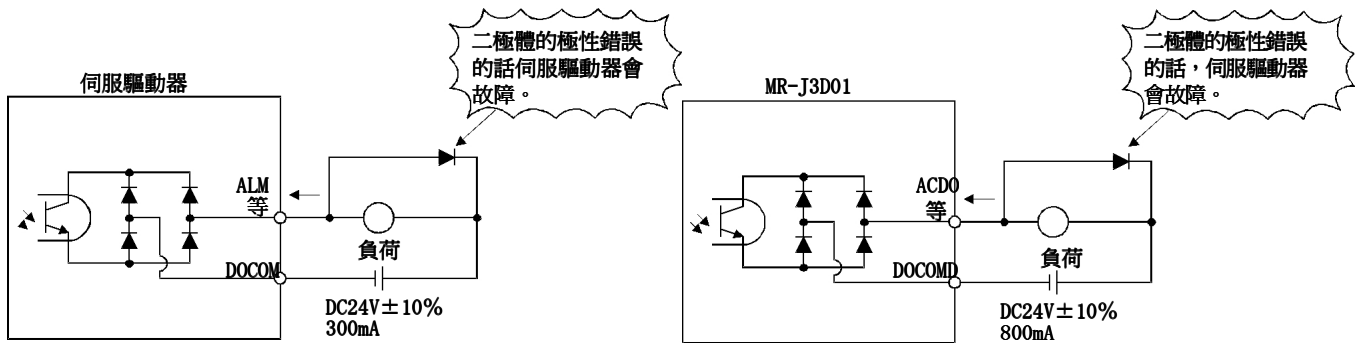 二極體的極性錯誤
的話伺服驅動器會
故障。
伺服驅動器
ALM
等
負荷
DOCOM
DC24V±10%
300mA
二極體的極性錯誤
的話，伺服驅動器
會故障。
MR-J3D01
ACDO
等
負荷
DOCOMD
DC24V±10%
800mA